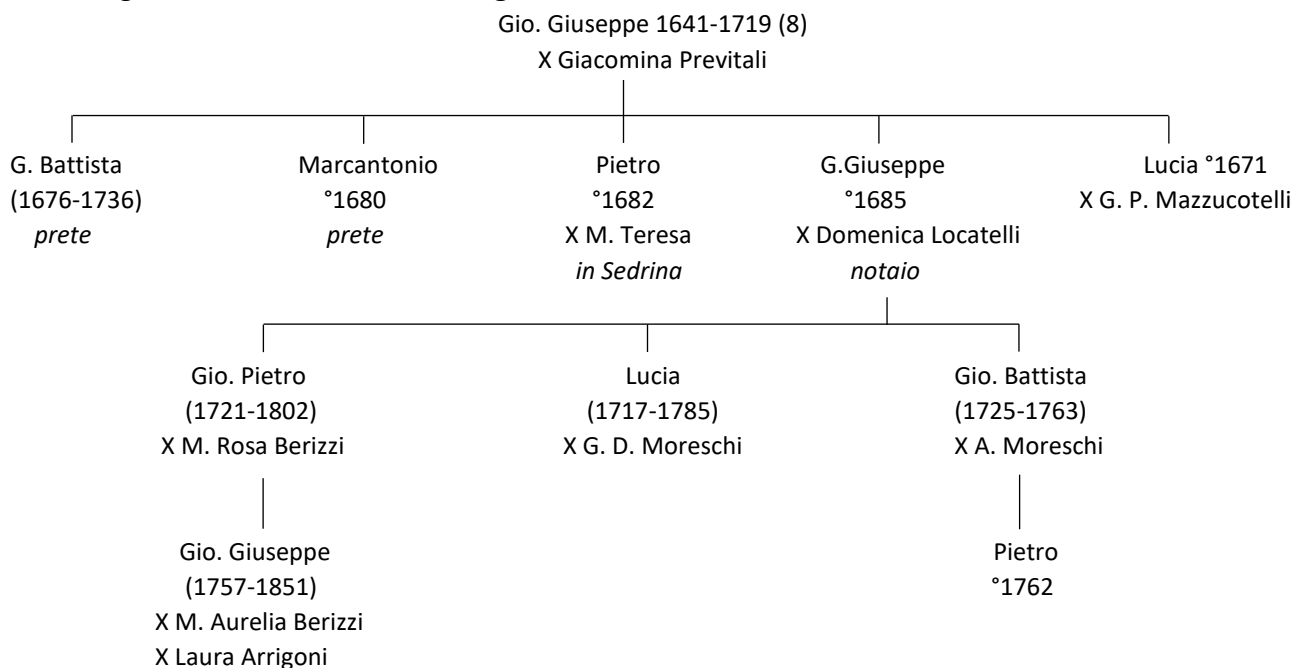 Gio. Giuseppe 1641-1719 (8)
X Giacomina Previtali
G. Battista
(1676-1736)
prete
Marcantonio
°1680
prete
Pietro
°1682
X M. Teresa
in Sedrina
G.Giuseppe
°1685
X Domenica Locatelli
notaio
Lucia °1671
X G. P. Mazzucotelli
Gio. Pietro
(1721-1802)
X M. Rosa Berizzi
Lucia
(1717-1785)
X G. D. Moreschi
Gio. Battista
(1725-1763)
X A. Moreschi
Gio. Giuseppe
(1757-1851)
X M. Aurelia Berizzi
X Laura Arrigoni
Pietro
°1762